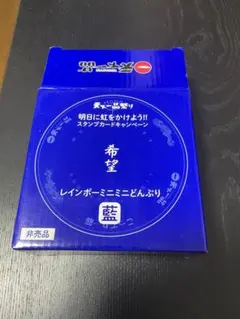 天下一品祭り
明日に虹をかけよう!!
スタンプカードキャンペーン
希望
レインボーミニミニどんぶり
藍
非売品